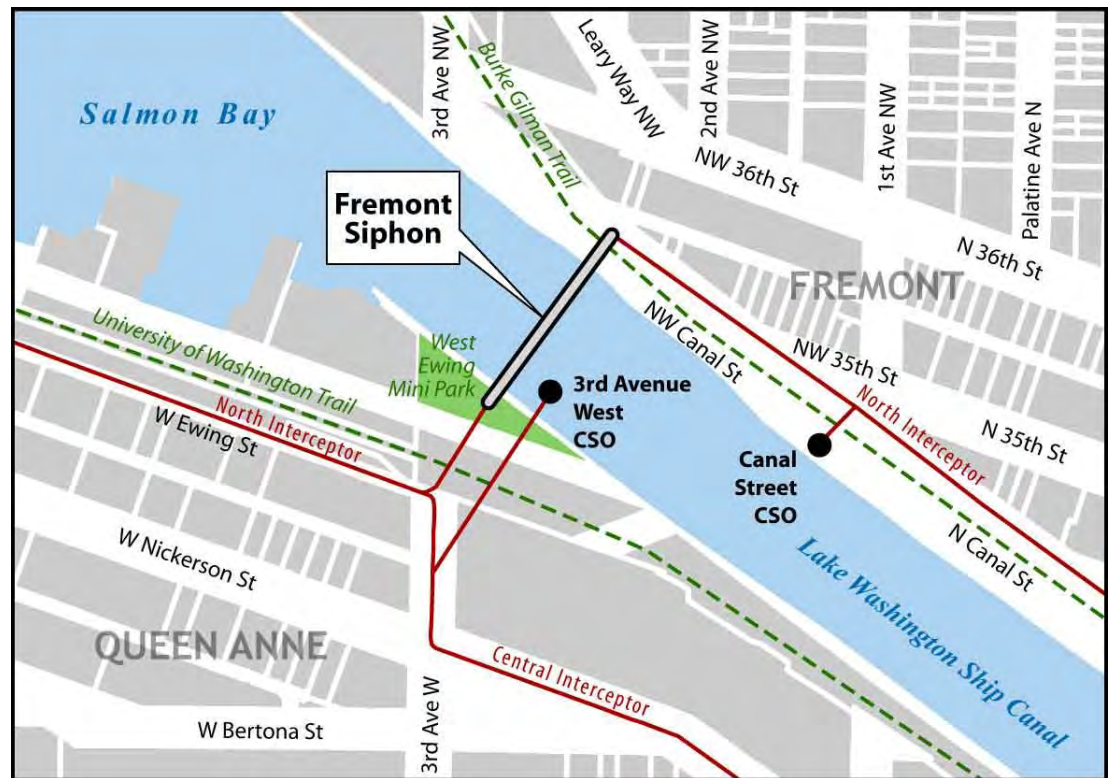 Salmon Bay
3rd Ave NW
Burke Gilman Trail
Leary Way NW
2nd Ave NW
1st Ave NW
Palatine Ave N
NW 36th St
N 36th St
Fremont
Siphon
FREMONT
University of Washington Trail
West
Ewing
Mini Park
NW Canal St
NW 35th St
North Interceptor
N 35th St
North Interceptor
W Ewing St
3rd Avenue
West
CSO
Canal
Street
CSO
N Canal St
W Nickerson St
Lake Washington Ship Canal
QUEEN ANNE
Central Interceptor
W Bertona St
3rd Ave W